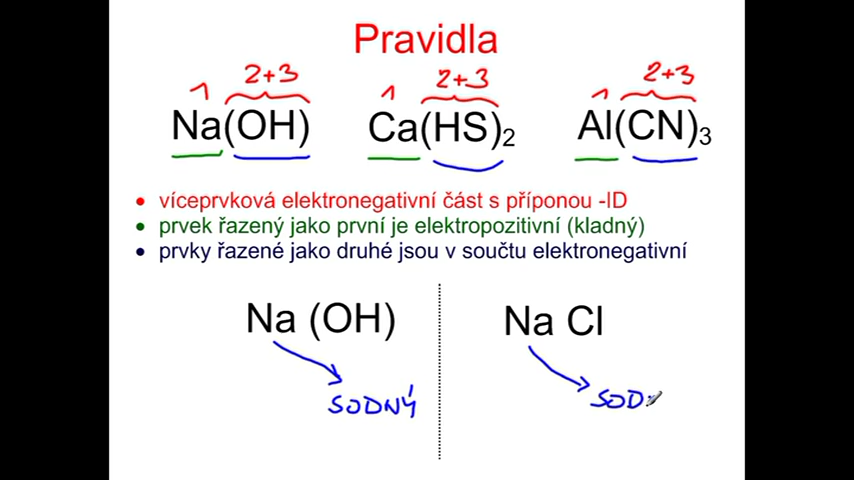 Pravidla
1 2+3 1 2+3 1 2+3
Na(OH) Ca(HS)2 Al(CN)3
• víceprvková elektronegativní část s příponou -ID
• prvek řazený jako první je elektropozitivní (kladný)
• prvky řazené jako druhé jsou v součtu elektronegativní
Na (OH) Na Cl
SODNÝ SOD